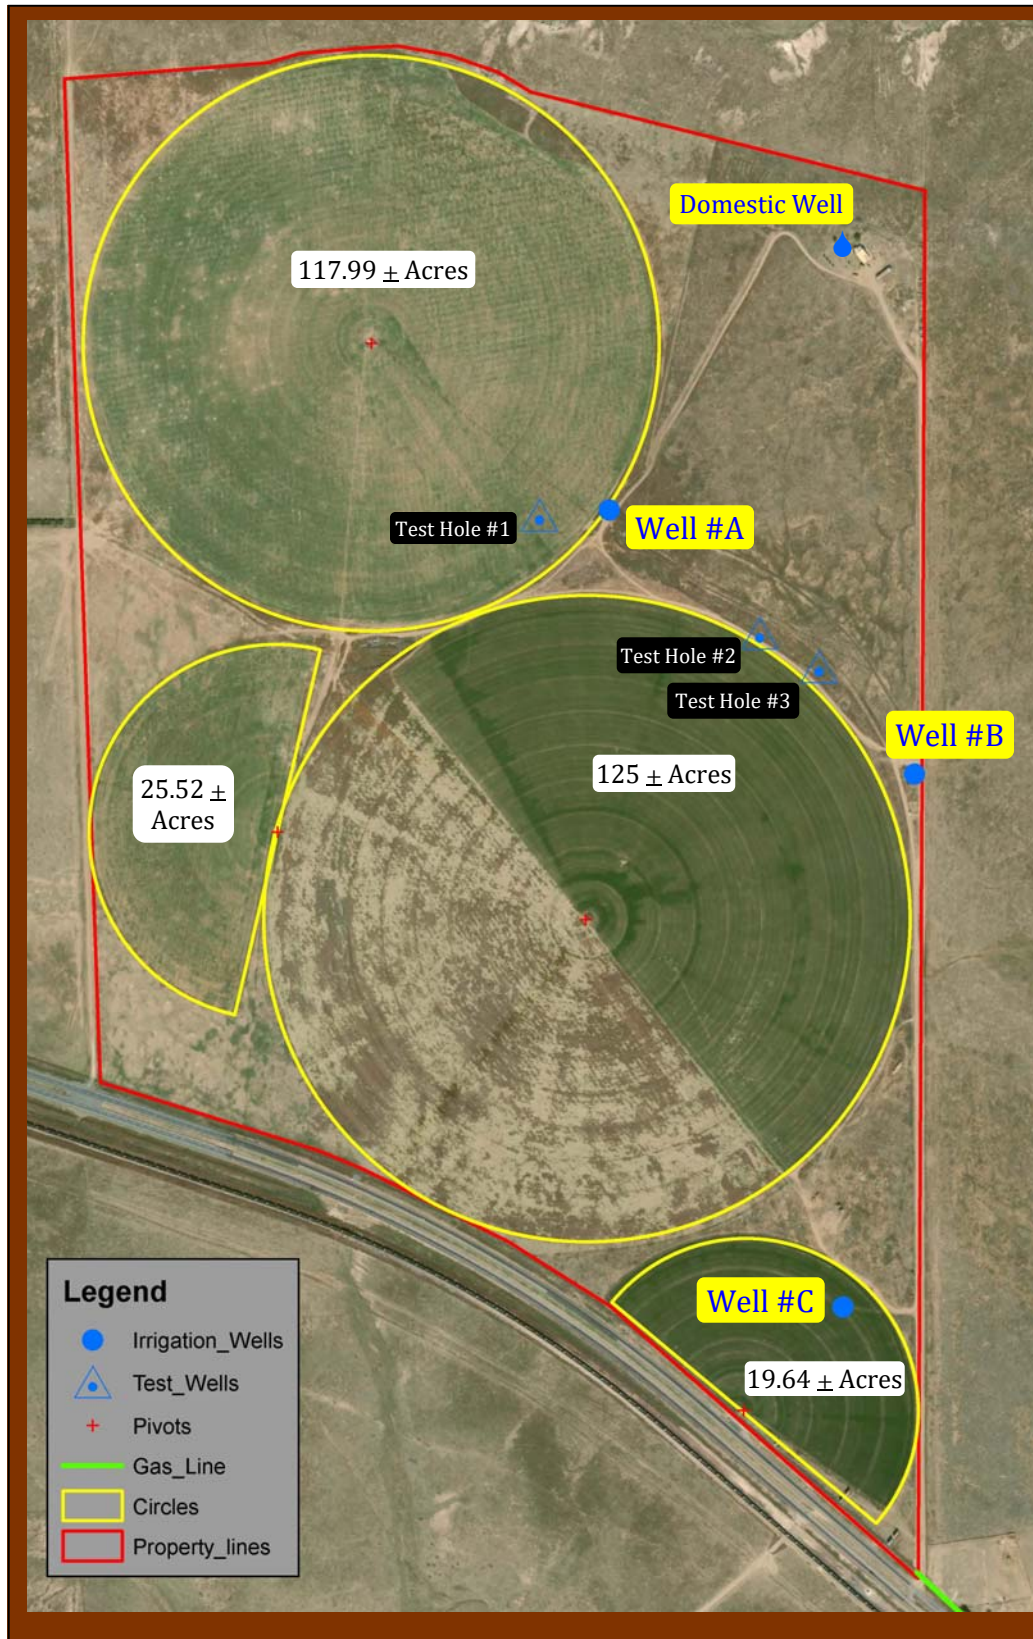 Domestic Well
117.99 ± Acres
Test Hole #1
Well #A
Test Hole #2
Test Hole #3
Well #B
125 ± Acres
25.52 ±
Acres
Well #C
19.64 ± Acres
Legend
Irrigation_Wells
Test_Wells
Pivots
Gas_Line
Circles
Property_lines